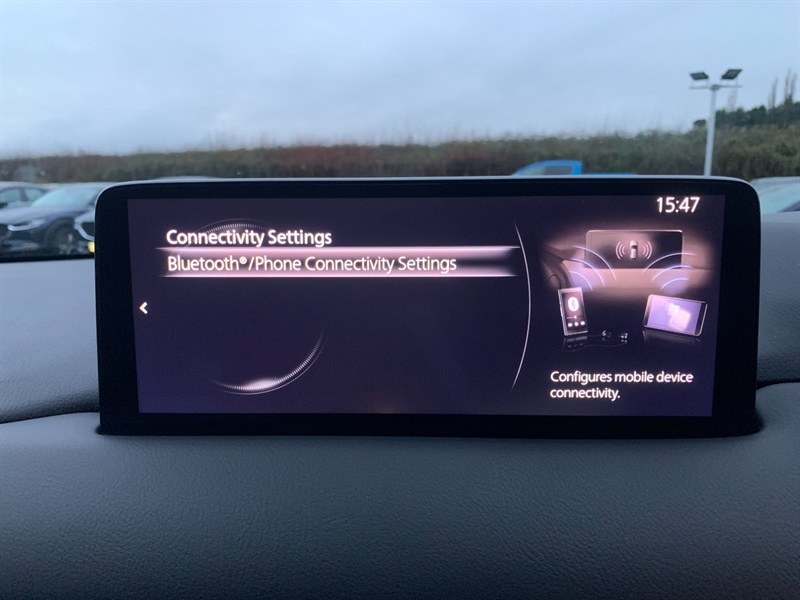 15:47
Connectivity Settings
Bluetooth®/Phone Connectivity Settings
Configures mobile device
connectivity.